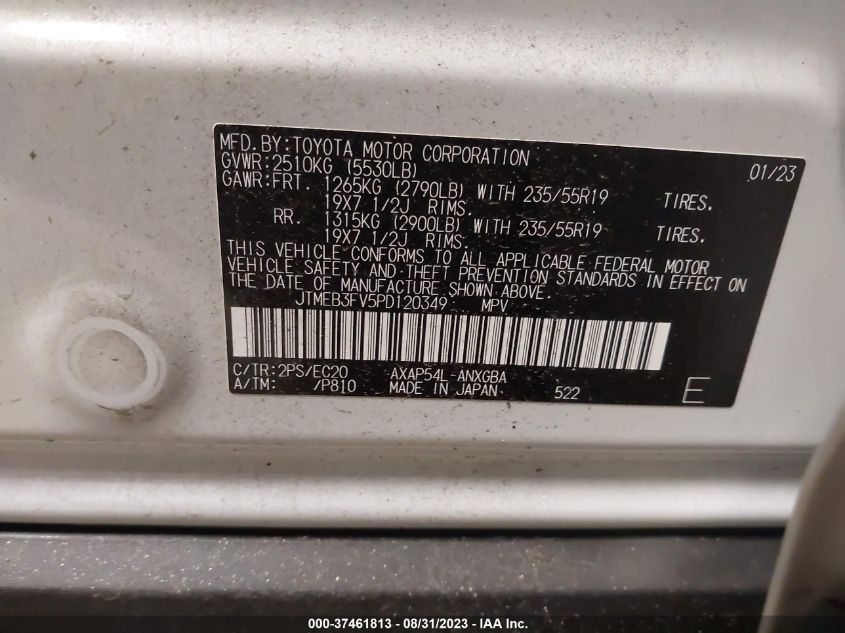 MFD.BY:TOYOTA MOTOR CORPORATION 01/23
GVWR:2510KG (5530LB)
GAWR:FRT. 1265KG (2790LB) WITH 235/55R19 TIRES.
19X7 1/2J RIMS.
RR. 1315KG (2900LB) WITH 235/55R19 TIRES.
19X7 1/2J RIMS.
THIS VEHICLE CONFORMS TO ALL APPLICABLE FEDERAL MOTOR
VEHICLE SAFETY AND THEFT PREVENTION STANDARDS IN EFFECT ON
THE DATE OF MANUFACTURE SHOWN ABOVE.
JTMEB3FV5PD120349 MPV
C/TR:2PS/EC20 AXAP54L-ANXGBA
A/TM: /P810 MADE IN JAPAN 522 E
000-37461813 - 08/31/2023 - IAA Inc.